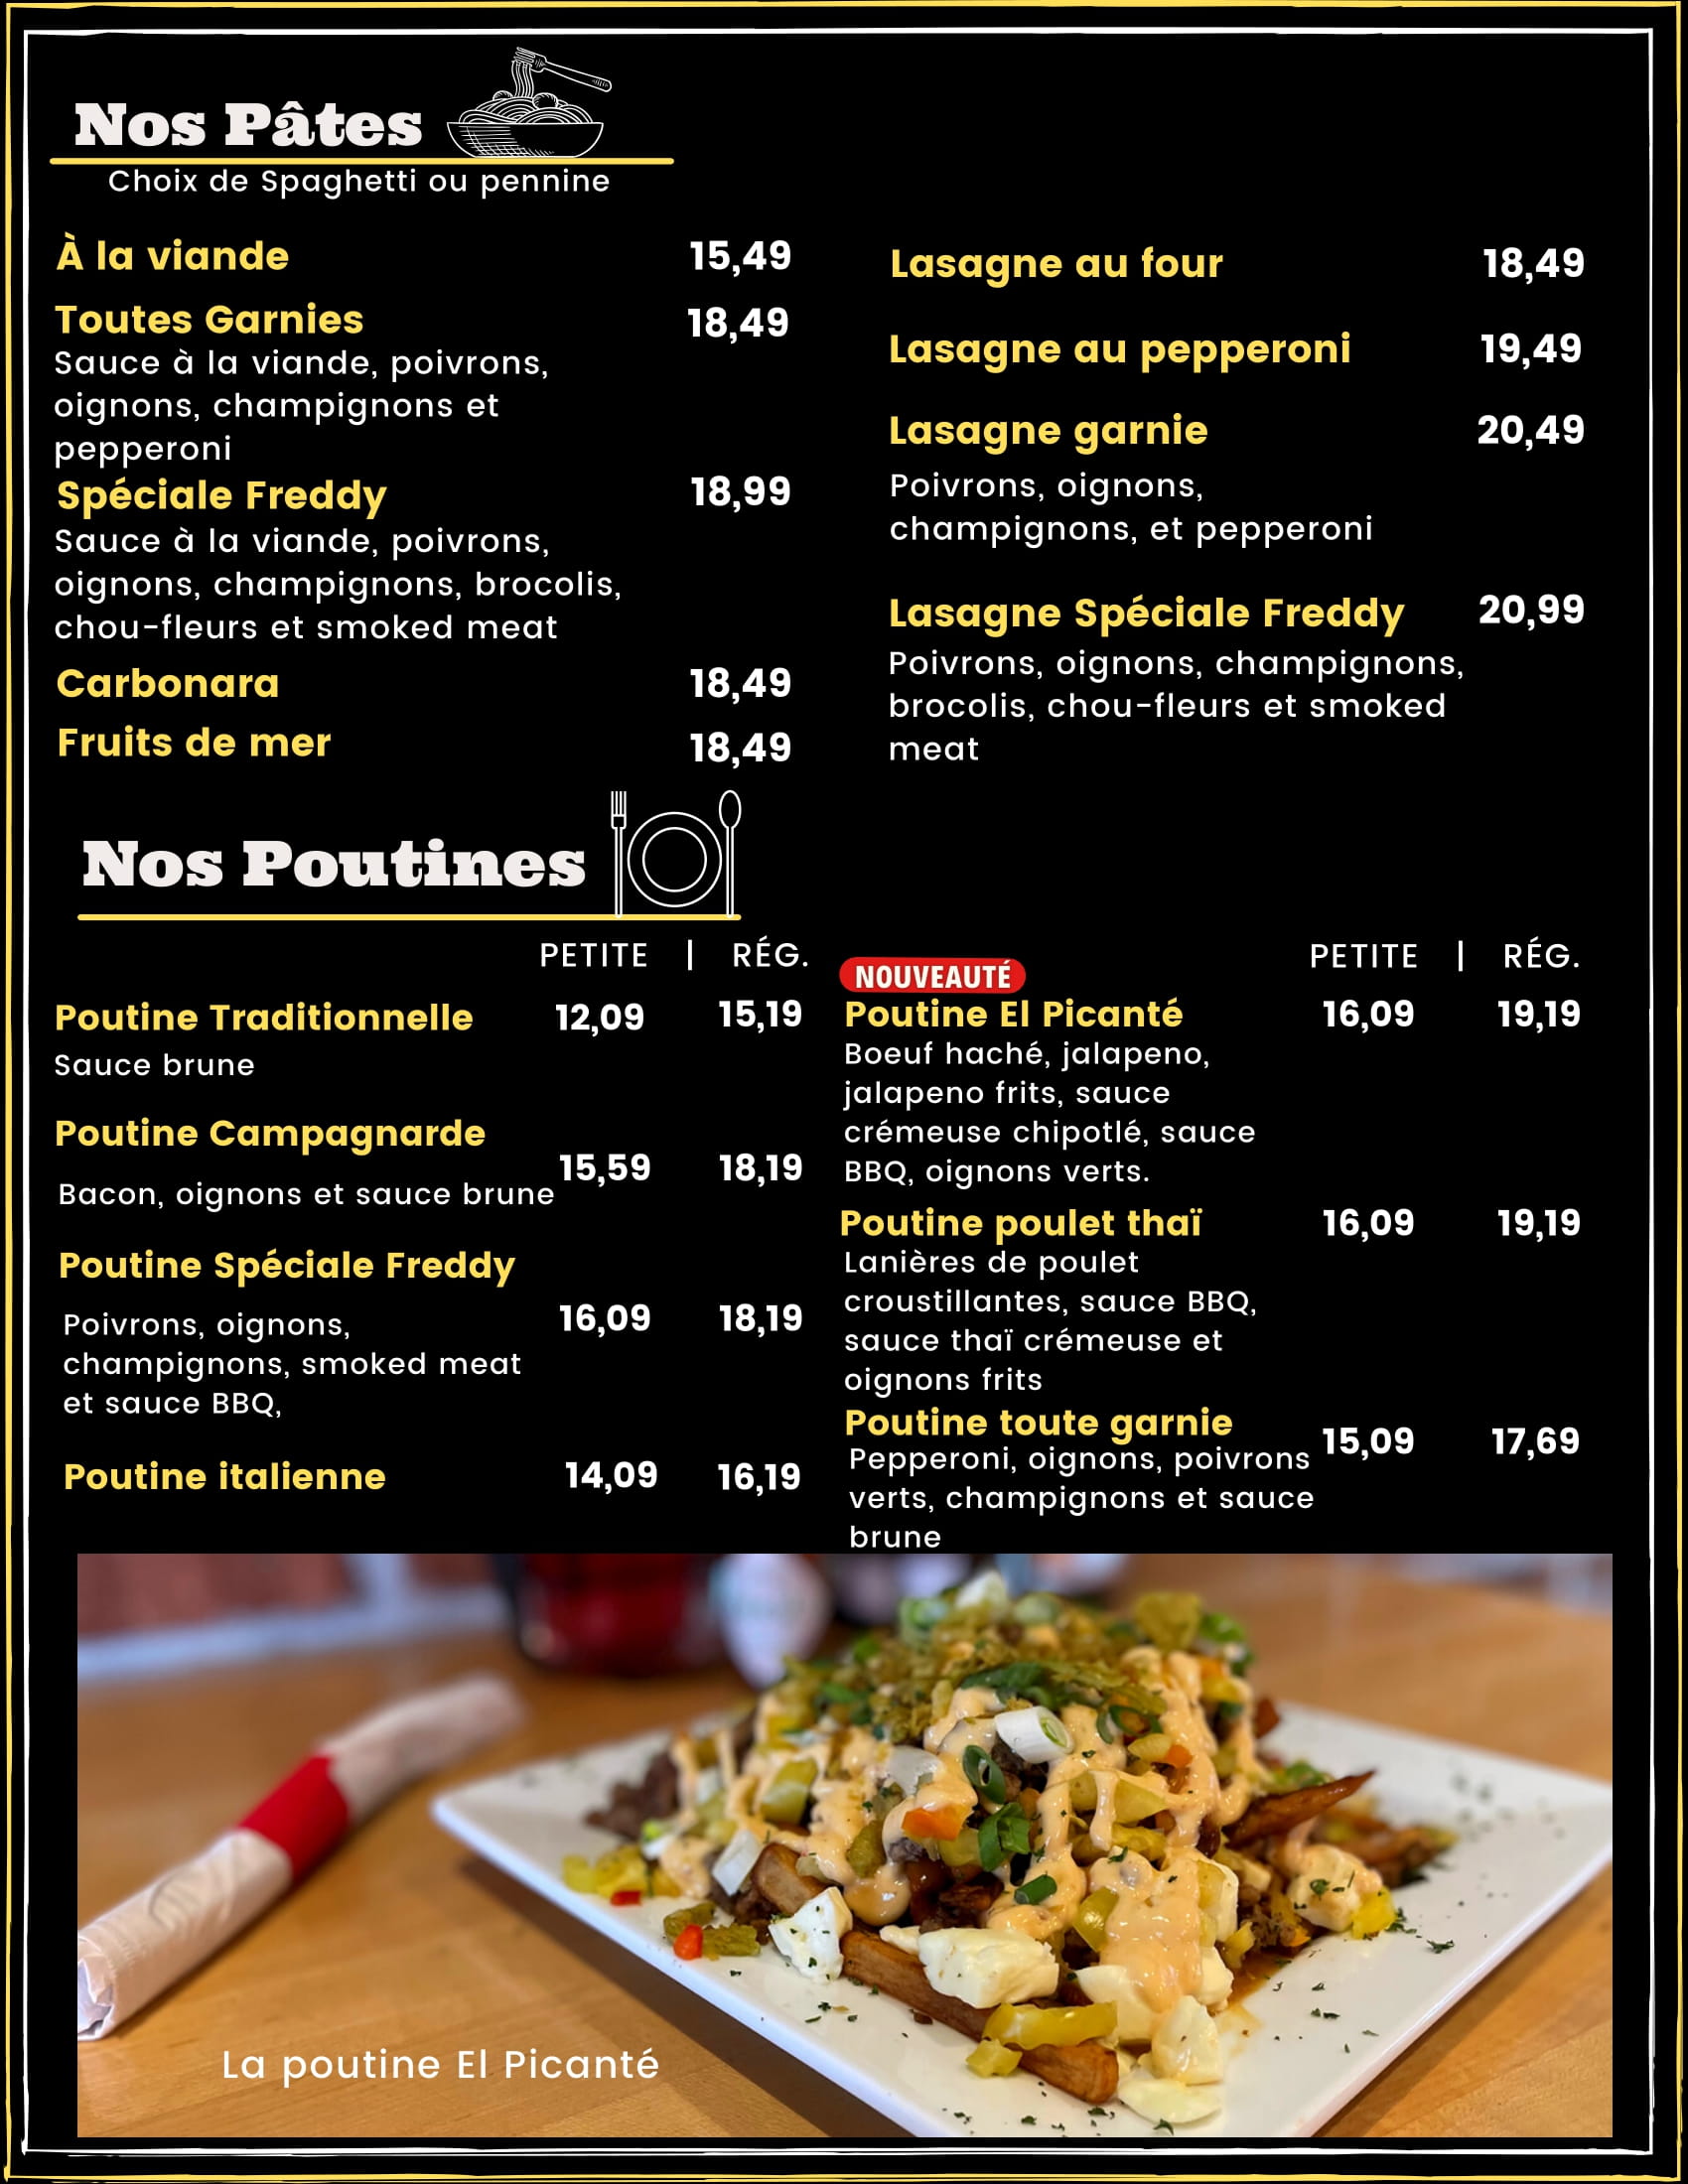 Nos Pâtes
Choix de Spaghetti ou pennine
À la viande 15,49
Toutes Garnies 18,49
Sauce à la viande, poivrons,
oignons, champignons et
pepperoni
Spéciale Freddy 18,99
Sauce à la viande, poivrons,
oignons, champignons, brocolis,
chou-fleurs et smoked meat
Carbonara 18,49
Fruits de mer 18,49
Lasagne au four 18,49
Lasagne au pepperoni 19,49
Lasagne garnie 20,49
Poivrons, oignons,
champignons, et pepperoni
Lasagne Spéciale Freddy 20,99
Poivrons, oignons, champignons,
brocolis, chou-fleurs et smoked
meat
Nos Poutines
PETITE | RÉG.
Poutine Traditionnelle 12,09 15,19
Sauce brune
Poutine Campagnarde
15,59 18,19
Bacon, oignons et sauce brune
Poutine Spéciale Freddy
16,09 18,19
Poivrons, oignons,
champignons, smoked meat
et sauce BBQ,
Poutine italienne 14,09 16,19
PETITE | RÉG.
NOUVEAUTÉ
Poutine El Picanté 16,09 19,19
Boeuf haché, jalapeno,
jalapeno frits, sauce
crémeuse chipotlé, sauce
BBQ, oignons verts.
Poutine poulet thaï 16,09 19,19
Lanières de poulet
croustillantes, sauce BBQ,
sauce thaï crémeuse et
oignons frits
Poutine toute garnie 15,09 17,69
Pepperoni, oignons, poivrons
verts, champignons et sauce
brune
La poutine El Picanté